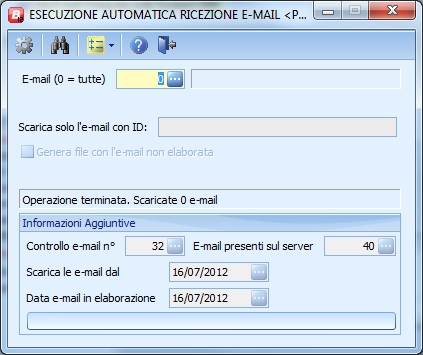 ESECUZIONE AUTOMATICA RICEZIONE E-MAIL <P...
E-mail (0 = tutte) 0
Scarica solo l'e-mail con ID:
Genera file con l'e-mail non elaborata
Operazione terminata. Scaricate 0 e-mail
Informazioni Aggiuntive
Controllo e-mail n° 32 E-mail presenti sul server 40
Scarica le e-mail dal 16/07/2012
Data e-mail in elaborazione 16/07/2012